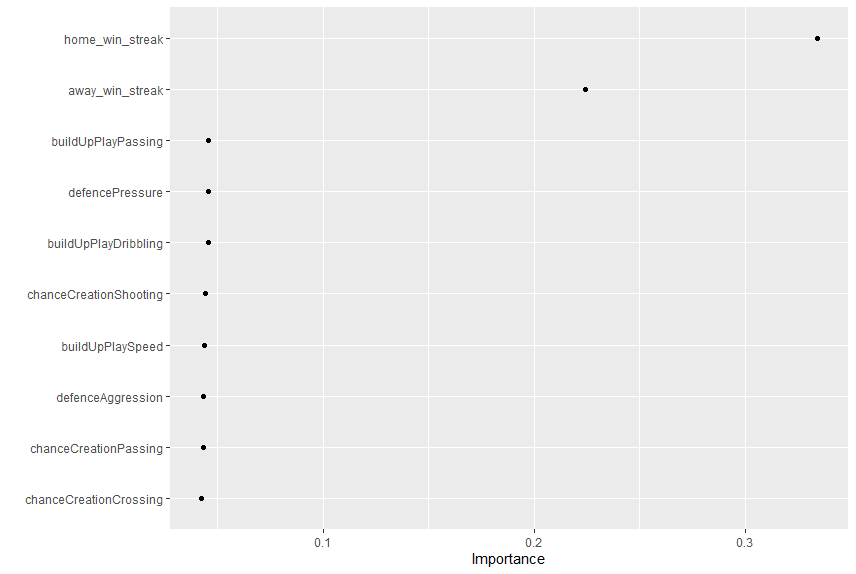 home_win_streak
away_win_streak
buildUpPlayPassing
defencePressure
buildUpPlayDribbling
chanceCreationShooting
buildUpPlaySpeed
defenceAggression
chanceCreationPassing
chanceCreationCrossing
0.1 0.2 0.3
Importance